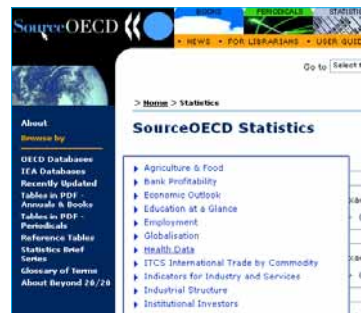 SourceOECD
BOOKS
PERIODICALS
• NEWS • FOR LIBRARIANS • USER
Go to Select
> Home > Statistics
SourceOECD Statistics
About
Browse by
OECD Databases
IEA Databases
Recently Updated
Tables in PDF -
Annuals & Books
Tables in PDF -
Periodicals
Reference Tables
Statistics Brief
Series
Glossary of Terms
About Beyond 20/20
Agriculture & Food
Bank Profitability
Economic Outlook
Education at a Glance
Employment
Globalisation
Health Data
ITCS International Trade by Commodity
Indicators for Industry and Services
Industrial Structure
Institutional Investors